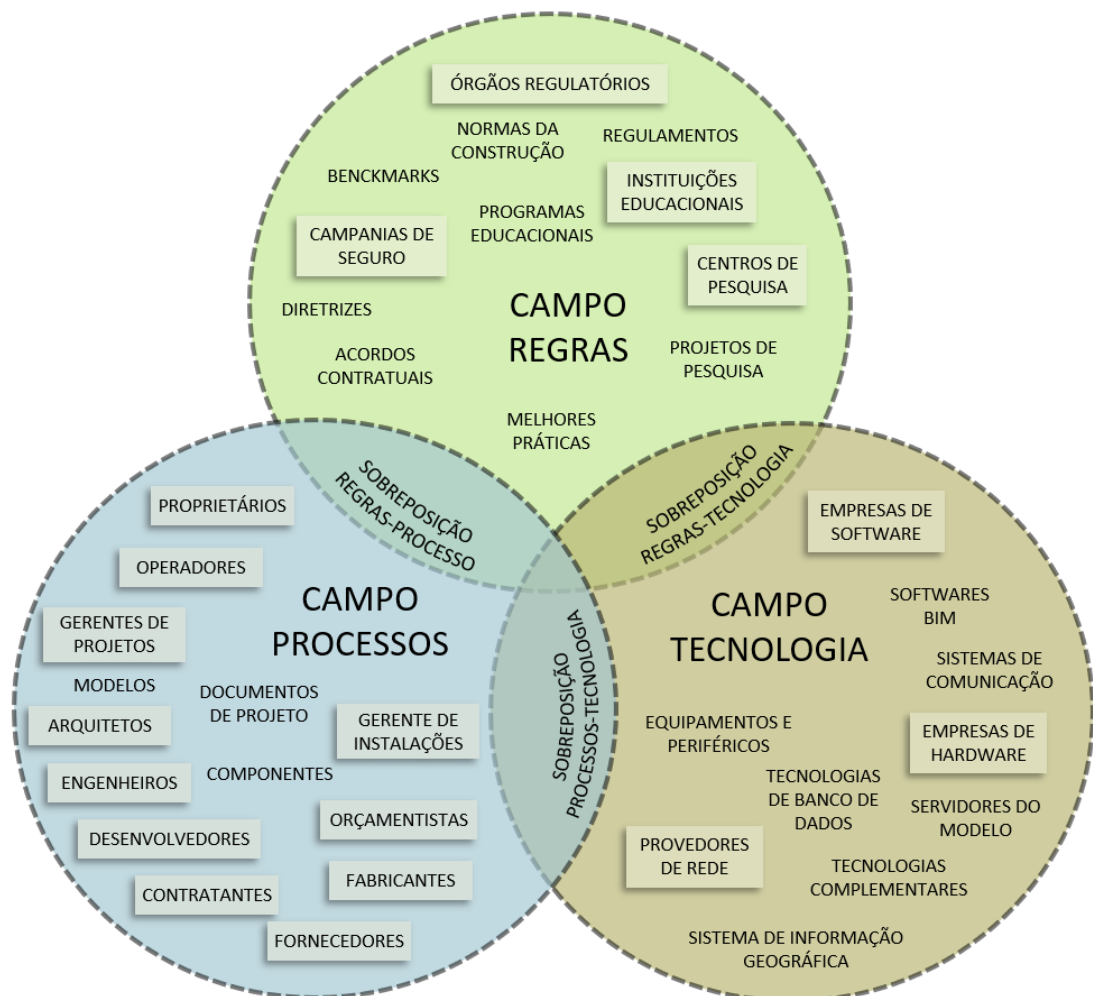 ÓRGÃOS REGULATÓRIOS
NORMAS DA
CONSTRUÇÃO
REGULAMENTOS
BENCKMARKS
INSTITUIÇÕES
EDUCACIONAIS
PROGRAMAS
EDUCACIONAIS
CAMPANIAS DE
SEGURO
CENTROS DE
PESQUISA
DIRETRIZES
CAMPO
REGRAS
ACORDOS
CONTRATUAIS
PROJETOS DE
PESQUISA
MELHORES
PRÁTICAS
SOBREPOSIÇÃO
REGRAS-PROCESSO
SOBREPOSIÇÃO
REGRAS-TECNOLOGIA
PROPRIETÁRIOS
OPERADORES
CAMPO
PROCESSOS
GERENTES DE
PROJETOS
MODELOS
DOCUMENTOS
DE PROJETO
ARQUITETOS
GERENTE DE
INSTALAÇÕES
ENGENHEIROS
COMPONENTES
DESENVOLVEDORES
ORÇAMENTISTAS
CONTRATANTES
FABRICANTES
FORNECEDORES
SOBREPOSIÇÃO
PROCESSOS-TECNOLOGIA
EMPRESAS DE
SOFTWARE
CAMPO
TECNOLOGIA
SOFTWARES
BIM
SISTEMAS DE
COMUNICAÇÃO
EQUIPAMENTOS E
PERIFÉRICOS
EMPRESAS DE
HARDWARE
TECNOLOGIAS
DE BANCO DE
DADOS
SERVIDORES DO
MODELO
PROVEDORES
DE REDE
TECNOLOGIAS
COMPLEMENTARES
SISTEMA DE INFORMAÇÃO
GEOGRÁFICA